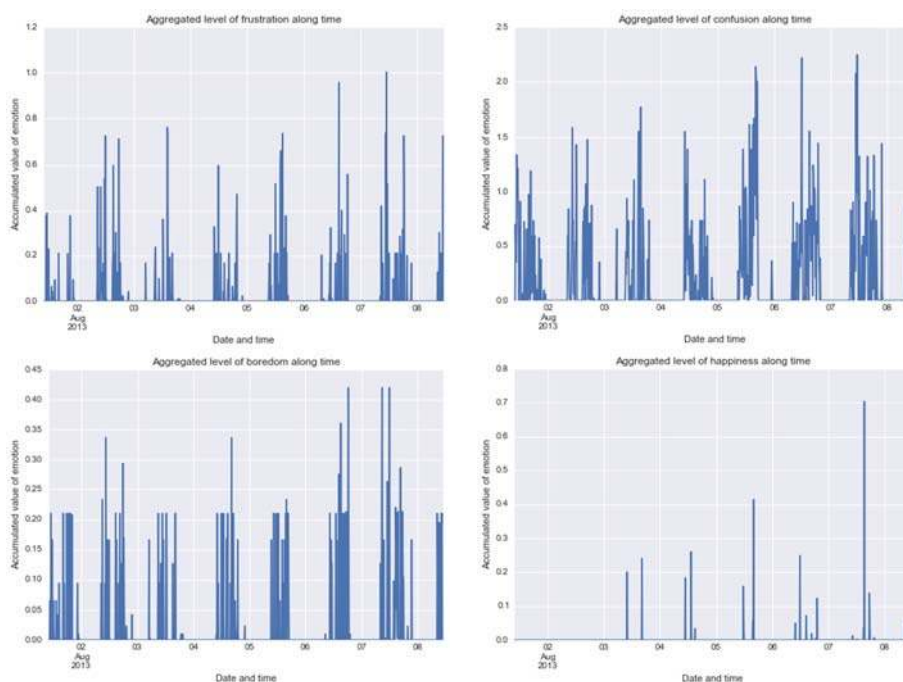 Aggregated level of frustration along time
Accumulated value of emotion
1.2
1.0
0.8
0.6
0.4
0.2
0.0
02 03 04 05 06 07 08
Aug
2013
Date and time
Aggregated level of confusion along time
Accumulated value of emotion
2.5
2.0
1.5
1.0
0.5
0.0
02 03 04 05 06 07 08
Aug
2013
Date and time
Aggregated level of boredom along time
Accumulated value of emotion
0.45
0.40
0.35
0.30
0.25
0.20
0.15
0.10
0.05
0.00
02 03 04 05 06 07 08
Aug
2013
Date and time
Aggregated level of happiness along time
Accumulated value of emotion
0.8
0.7
0.6
0.5
0.4
0.3
0.2
0.1
0.0
02 03 04 05 06 07 08
Aug
2013
Date and time